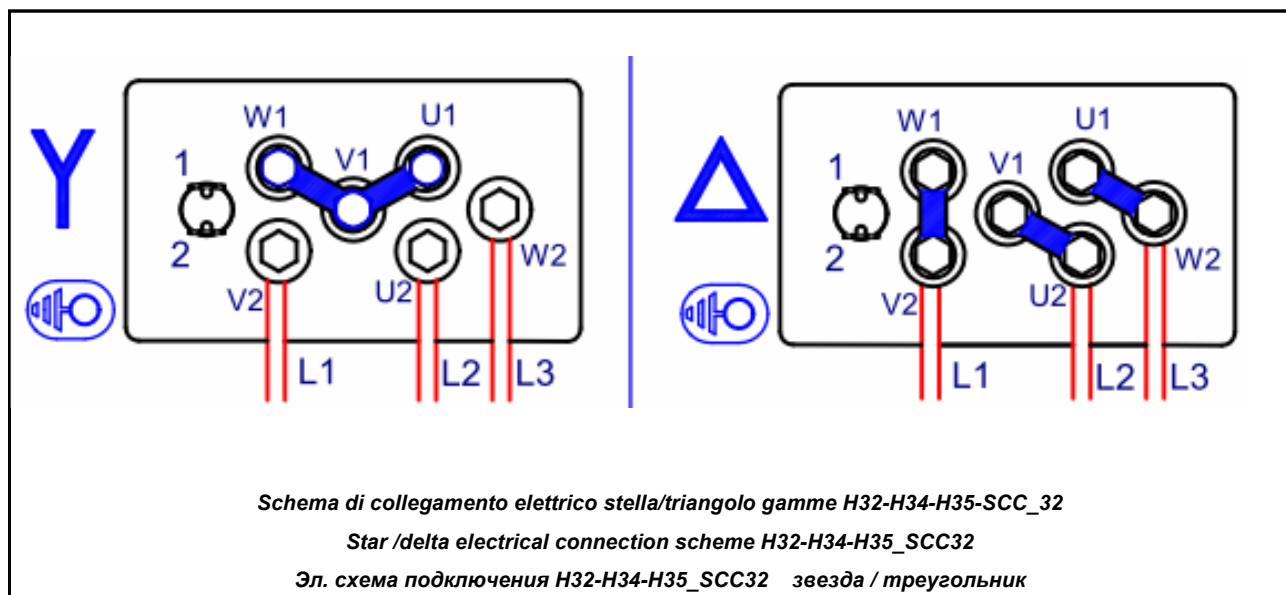 W1 U1
V1
1
2
W2
V2 U2
L1 L2 L3
W1 U1
V1
1
2
W2
V2 U2
L1 L2 L3
Schema di collegamento elettrico stella/triangolo gamme H32-H34-H35-SCC_32
Star /delta electrical connection scheme H32-H34-H35_SCC32
Эл. схема подключения H32-H34-H35_SCC32 звезда / треугольник